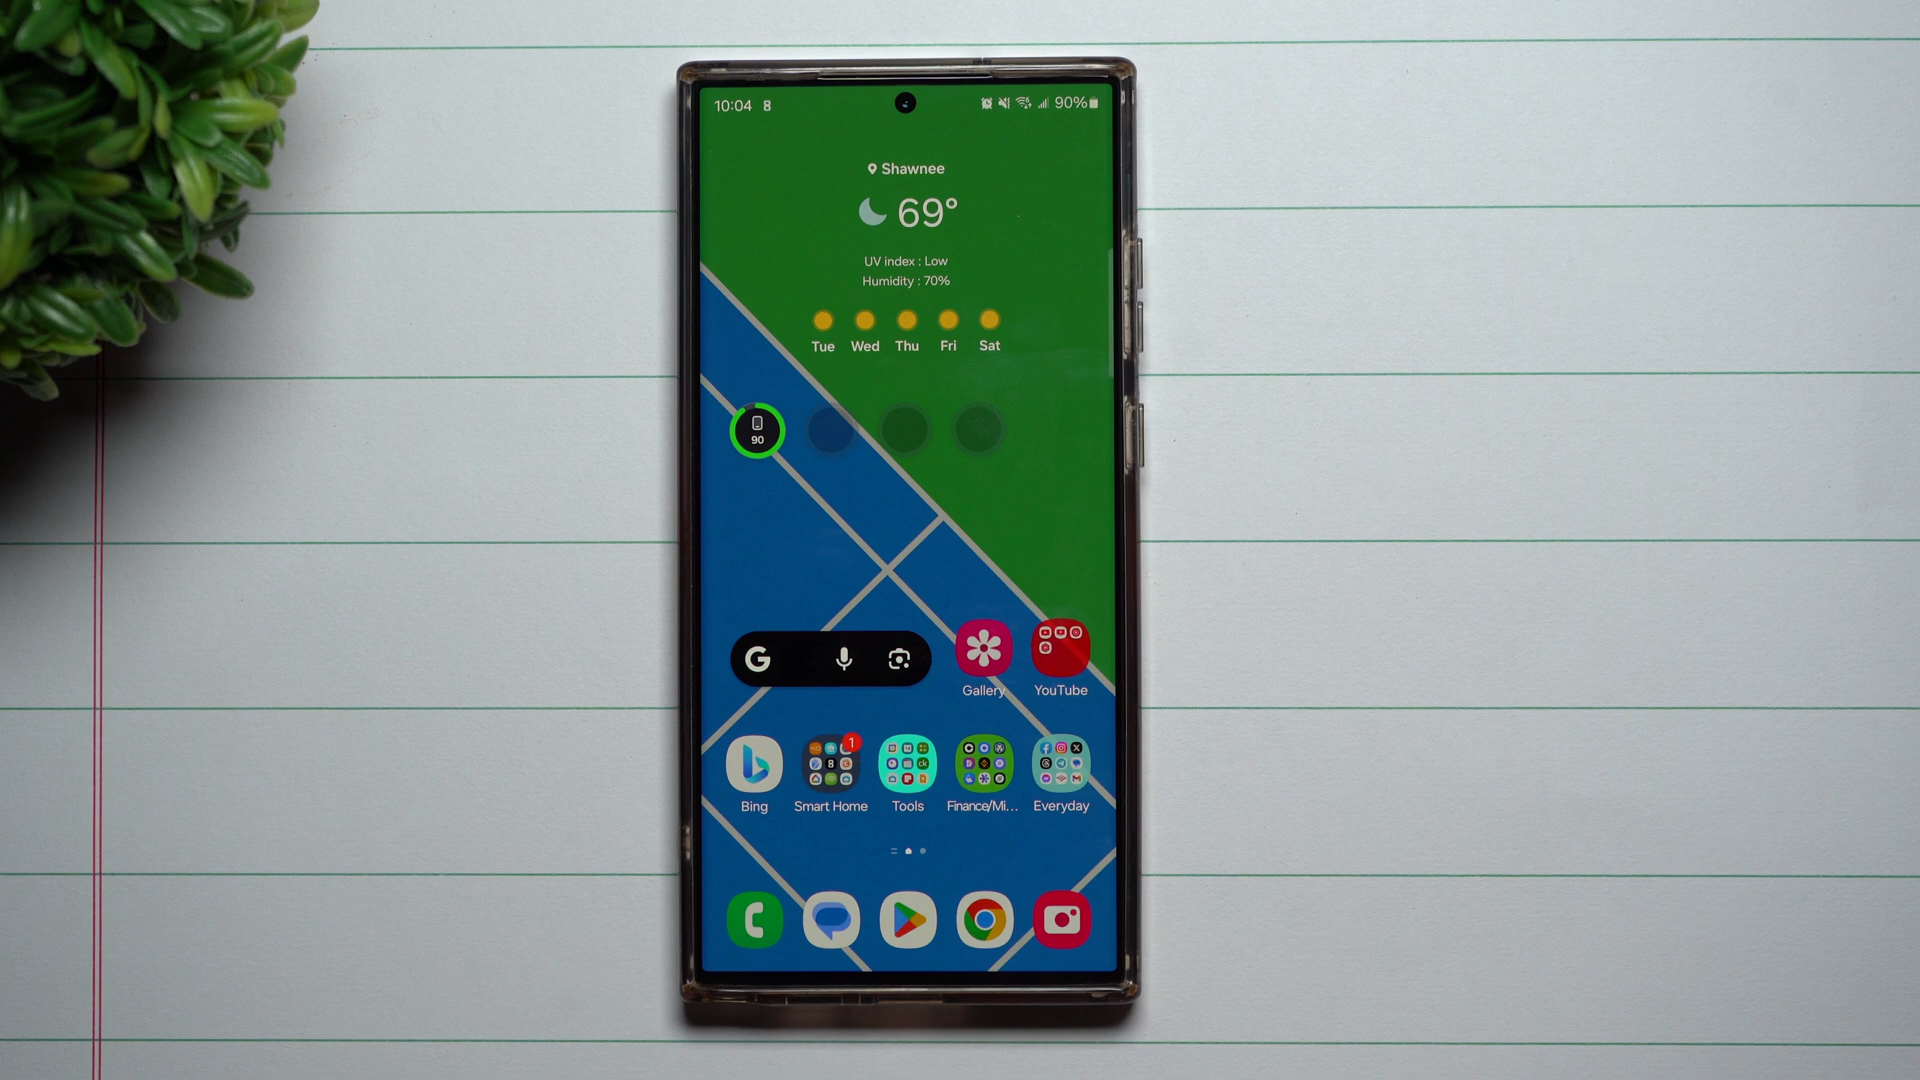 10:04 8 90%
Shawnee
69°
UV index : Low
Humidity : 70%
Tue Wed Thu Fri Sat
90
G
Gallery YouTube
1
Bing Smart Home Tools Finance/Mi... Everyday